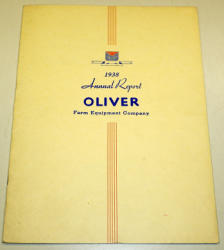 1938
Annual Report
OLIVER
Farm Equipment Company